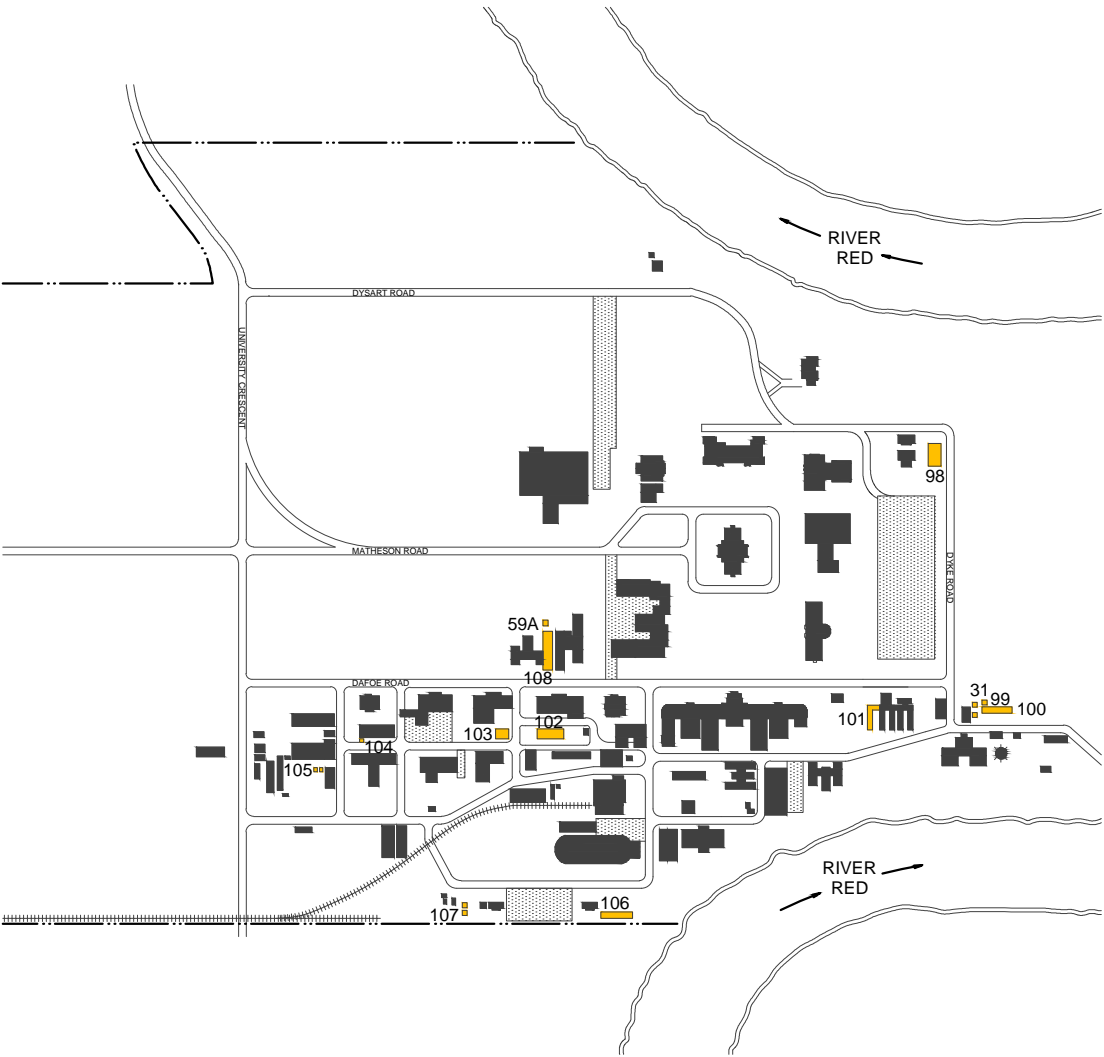 RIVER
RED
DYSART ROAD
UNIVERSITY CRESCENT
98
MATHESON ROAD
DYKE ROAD
59A
108
DAFOE ROAD
31
99
100
101
102
103
104
105
RIVER
RED
106
107